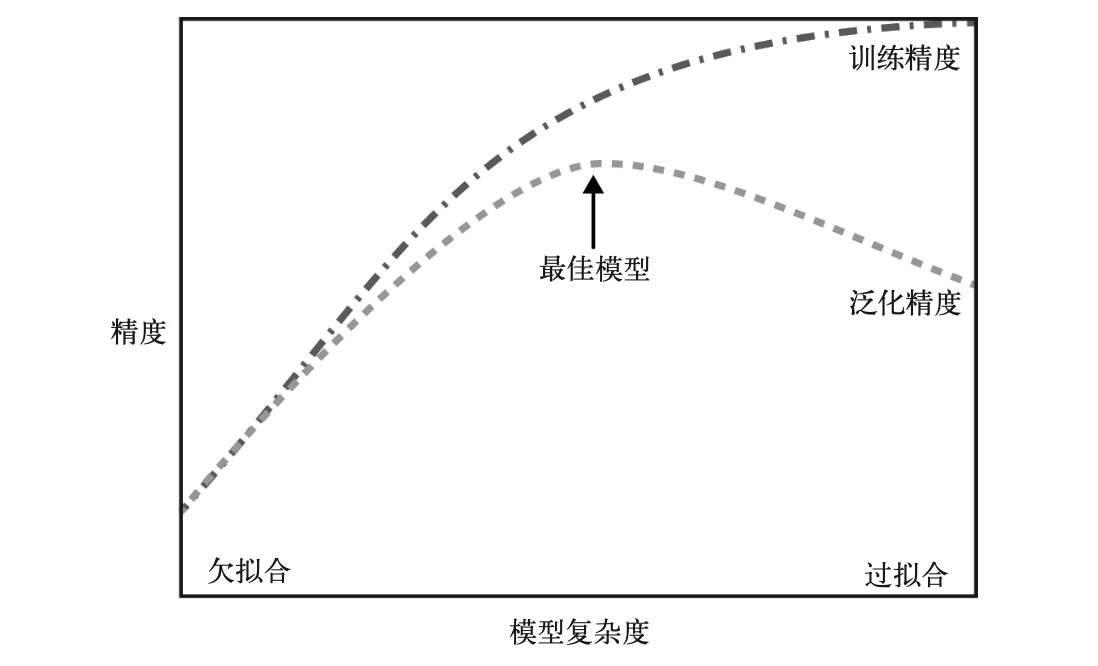 训练精度
最佳模型
泛化精度
精度
欠拟合
过拟合
模型复杂度